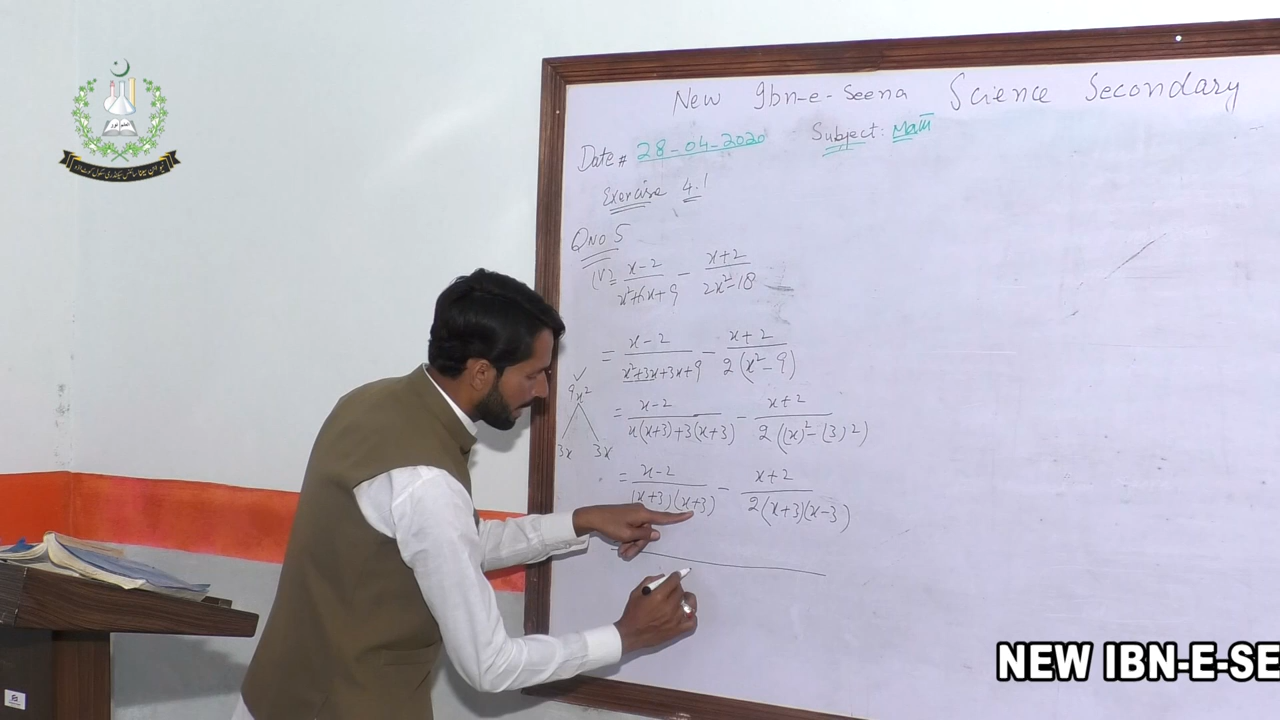 New Ibn-e-Seena Science Secondary
Date # 28-04-2020 Subject: Math
Exercise 4.1
QNO 5
(V) = x-2/x²+6x+9 - x+2/2x²-18
= x-2/x²+3x+3x+9 - x+2/2(x²-9)
9x²
3x 3x
= x-2/x(x+3)+3(x+3) - x+2/2((x)²-(3)²)
= x-2/(x+3)(x+3) - x+2/2(x+3)(x-3)
NEW IBN-E-SE